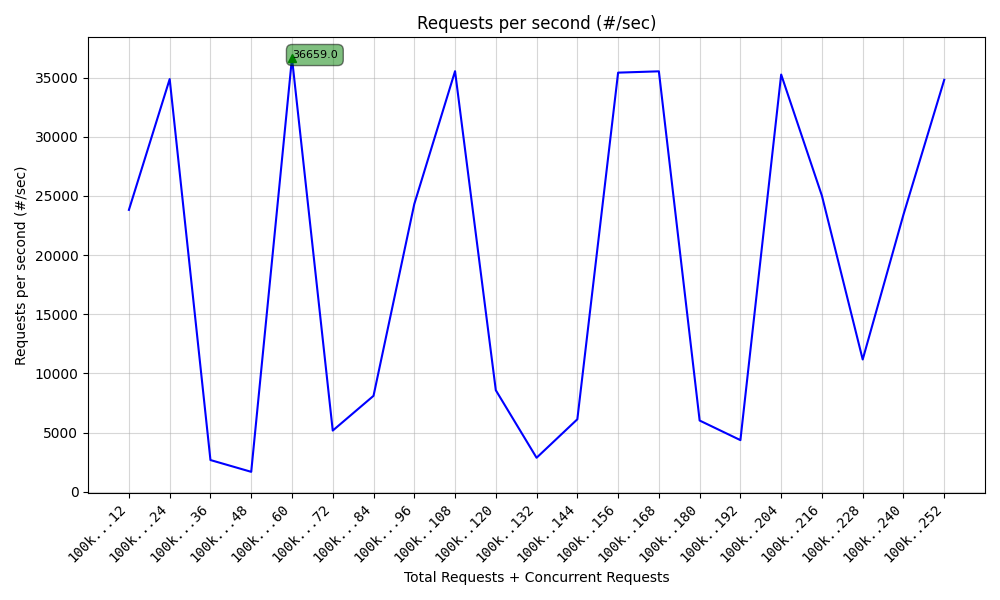 Requests per second (#/sec)
36659.0
35000
30000
25000
20000
15000
10000
5000
0
Requests per second (#/sec)
100k...12
100k...24
100k...36
100k...48
100k...60
100k...72
100k...84
100k...96
100k...108
100k...120
100k...132
100k...144
100k...156
100k...168
100k...180
100k...192
100k...204
100k...216
100k...228
100k...240
100k...252
Total Requests + Concurrent Requests